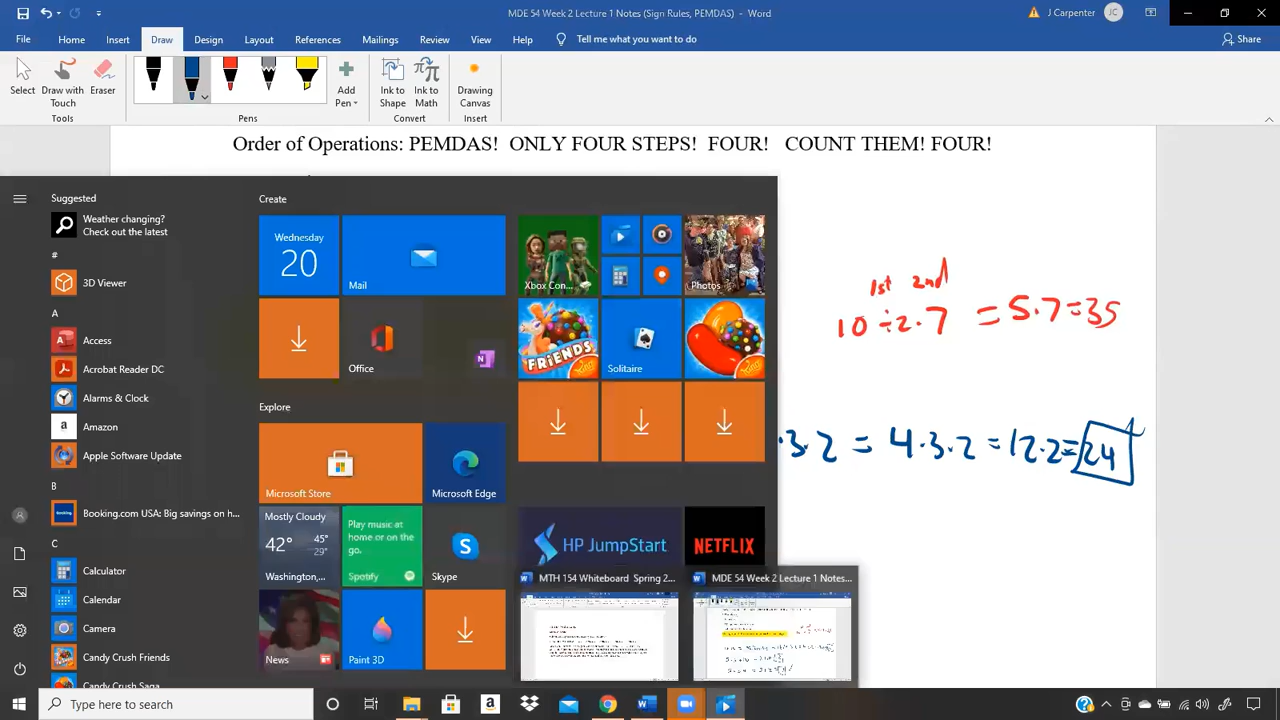 MDE 54 Week 2 Lecture 1 Notes (Sign Rules, PEMDAS) - Word
J Carpenter
JC
File
Home
Insert
Draw
Design
Layout
References
Mailings
Review
View
Help
Tell me what you want to do
Share
Select
Draw with Touch
Eraser
Add Pen
Ink to Shape
Ink to Math
Drawing Canvas
Tools
Pens
Convert
Insert
Order of Operations: PEMDAS! ONLY FOUR STEPS! FOUR! COUNT THEM! FOUR!
1st 2nd
10 ÷ 2 · 7 = 5 · 7 = 35
· 3 · 2 = 4 · 3 · 2 = 12 · 2 = 24
Suggested
Weather changing?
Check out the latest
#
3D Viewer
A
Access
Acrobat Reader DC
Alarms & Clock
Amazon
Apple Software Update
B
Booking.com USA: Big savings on h...
C
Calculator
Calendar
Camera
Candy Crush Friends
Candy Crush Saga
Create
Wednesday
20
Mail
Office
Xbox Con...
Photos
FRIENDS
Solitaire
Explore
Microsoft Store
Microsoft Edge
Mostly Cloudy
42° 45° 29°
Washington,...
Play music at home or on the go.
Spotify
Skype
HP JumpStart
NETFLIX
News
Paint 3D
MTH 154 Whiteboard Spring 2...
MDE 54 Week 2 Lecture 1 Notes...
Type here to search